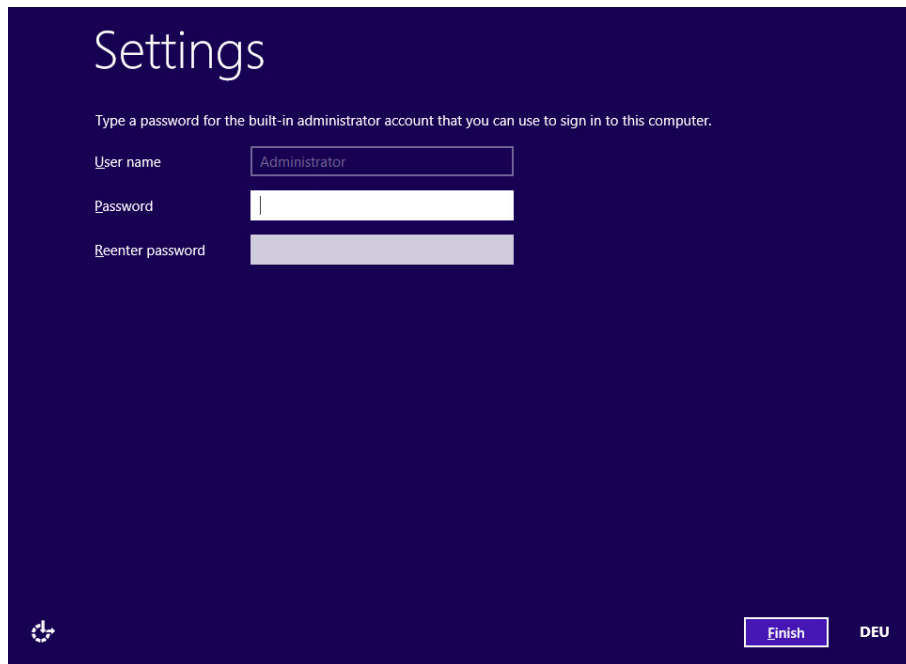 Settings
Type a password for the built-in administrator account that you can use to sign in to this computer.
User name
Administrator
Password
Reenter password
Finish
DEU